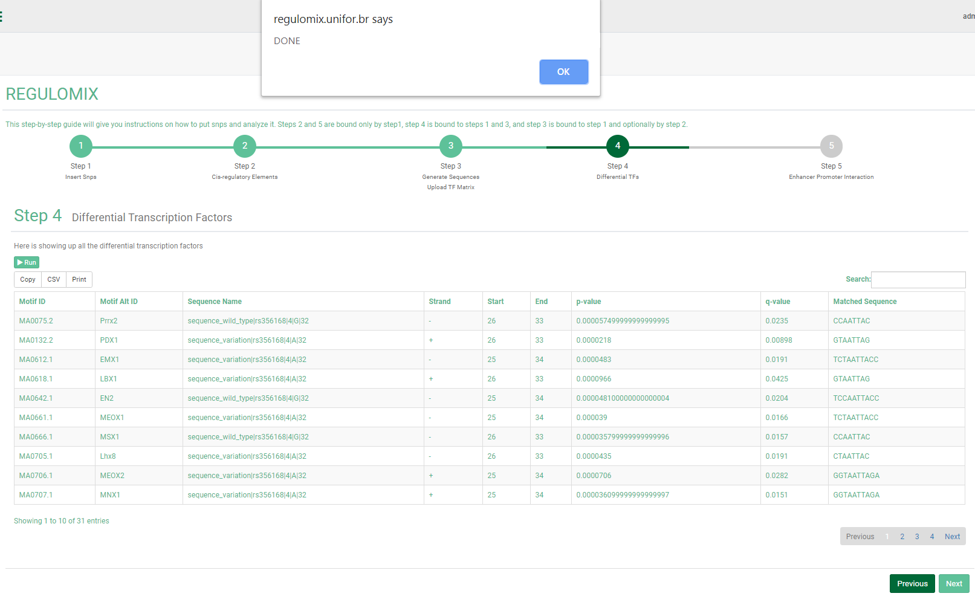 regulomix.unifor.br says
DONE
OK
REGULOMIX
This step-by-step guide will give you instructions on how to put snps and analyze it. Steps 2 and 5 are bound only by step1, step 4 is bound to steps 1 and 3, and step 3 is bound to step 1 and optionally by step 2.
1 2 3 4 5
Step 1 Step 2 Step 3 Step 4 Step 5
Insert Snps Cis-regulatory Elements Generate Sequences Differential TFs Enhancer Promoter Interaction
Upload TF Matrix
Step 4 Differential Transcription Factors
Here is showing up all the differential transcription factors
Run
Copy CSV Print Search:
Motif ID Motif Alt ID Sequence Name Strand Start End p-value q-value Matched Sequence
MA0075.2 Prrx2 sequence_wild_type|rs356168|4|G|32 - 26 33 0.000057499999999999995 0.0235 CCAATTAC
MA0132.2 PDX1 sequence_variation|rs356168|4|A|32 + 26 33 0.0000218 0.00898 GTAATTAG
MA0612.1 EMX1 sequence_variation|rs356168|4|A|32 - 25 34 0.0000483 0.0191 TCTAATTACC
MA0618.1 LBX1 sequence_variation|rs356168|4|A|32 + 26 33 0.0000966 0.0425 GTAATTAG
MA0642.1 EN2 sequence_wild_type|rs356168|4|G|32 - 25 34 0.000048100000000000004 0.0204 TCCAATTACC
MA0661.1 MEOX1 sequence_variation|rs356168|4|A|32 - 25 34 0.000039 0.0166 TCTAATTACC
MA0666.1 MSX1 sequence_wild_type|rs356168|4|G|32 - 26 33 0.000035799999999999996 0.0157 CCAATTAC
MA0705.1 Lhx8 sequence_variation|rs356168|4|A|32 - 26 33 0.0000435 0.0191 CTAATTAC
MA0706.1 MEOX2 sequence_variation|rs356168|4|A|32 + 25 34 0.0000706 0.0282 GGTAATTAGA
MA0707.1 MNX1 sequence_variation|rs356168|4|A|32 + 25 34 0.000036099999999999997 0.0151 GGTAATTAGA
Showing 1 to 10 of 31 entries
Previous 1 2 3 4 Next
Previous Next